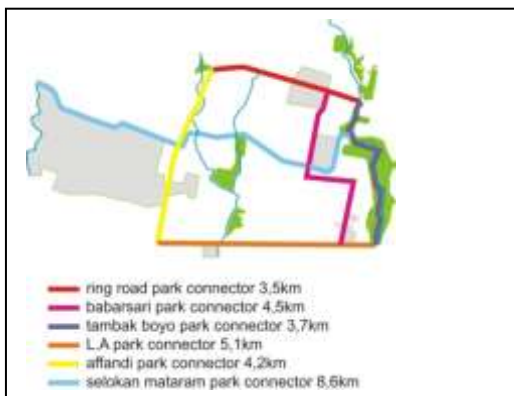 ring road park connector 3,5km
babarsari park connector 4,5km
tambak boyo park connector 3,7km
L.A park connector 5,1km
affandi park connector 4,2km
selokan mataram park connector 8,6km